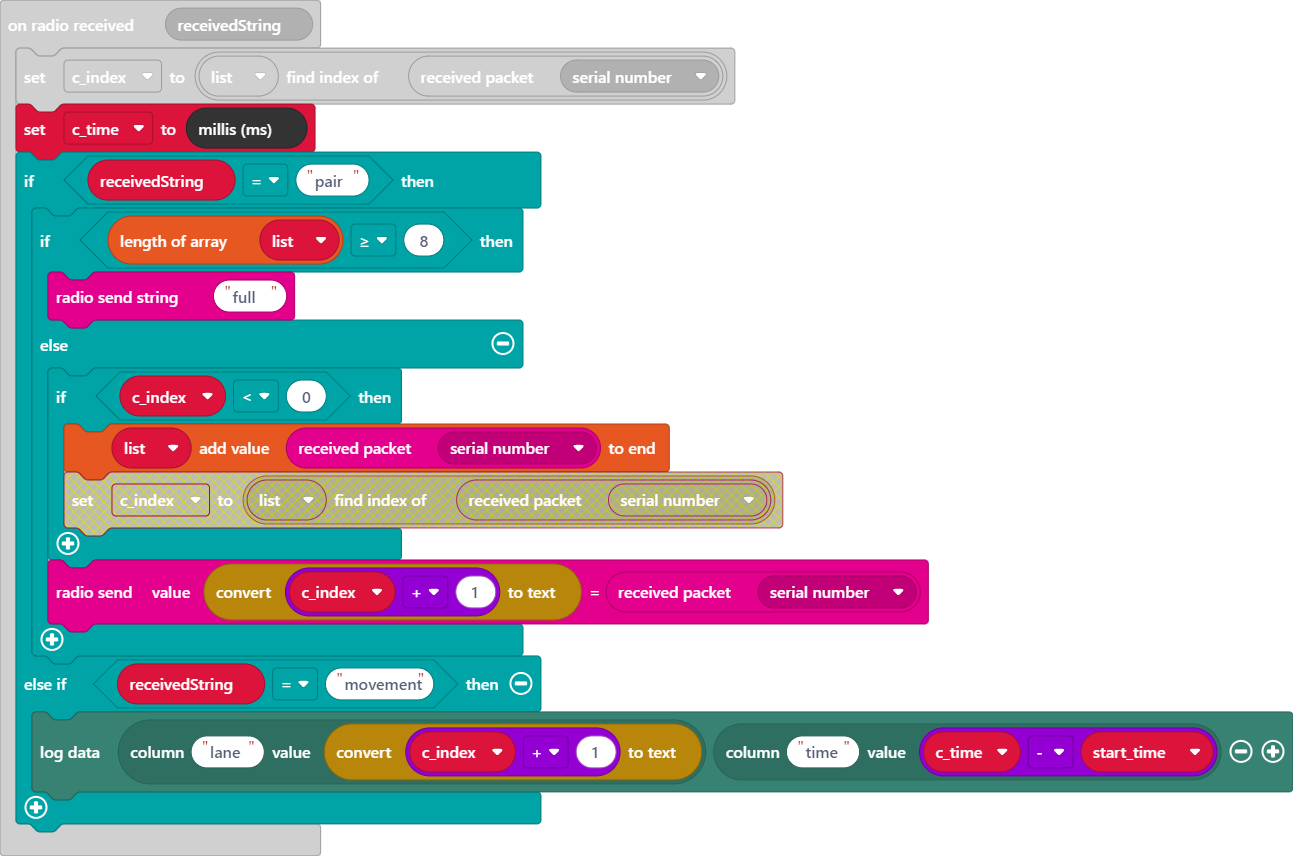 on radio received receivedString
set c_index to list find index of received packet serial number
set c_time to millis (ms)
if receivedString = "pair" then
if length of array list ≥ 8 then
radio send string "full"
else
if c_index < 0 then
list add value received packet serial number to end
set c_index to list find index of received packet serial number
radio send value convert c_index + 1 to text = received packet serial number
else if receivedString = "movement" then
log data column "lane" value convert c_index + 1 to text column "time" value c_time - start_time